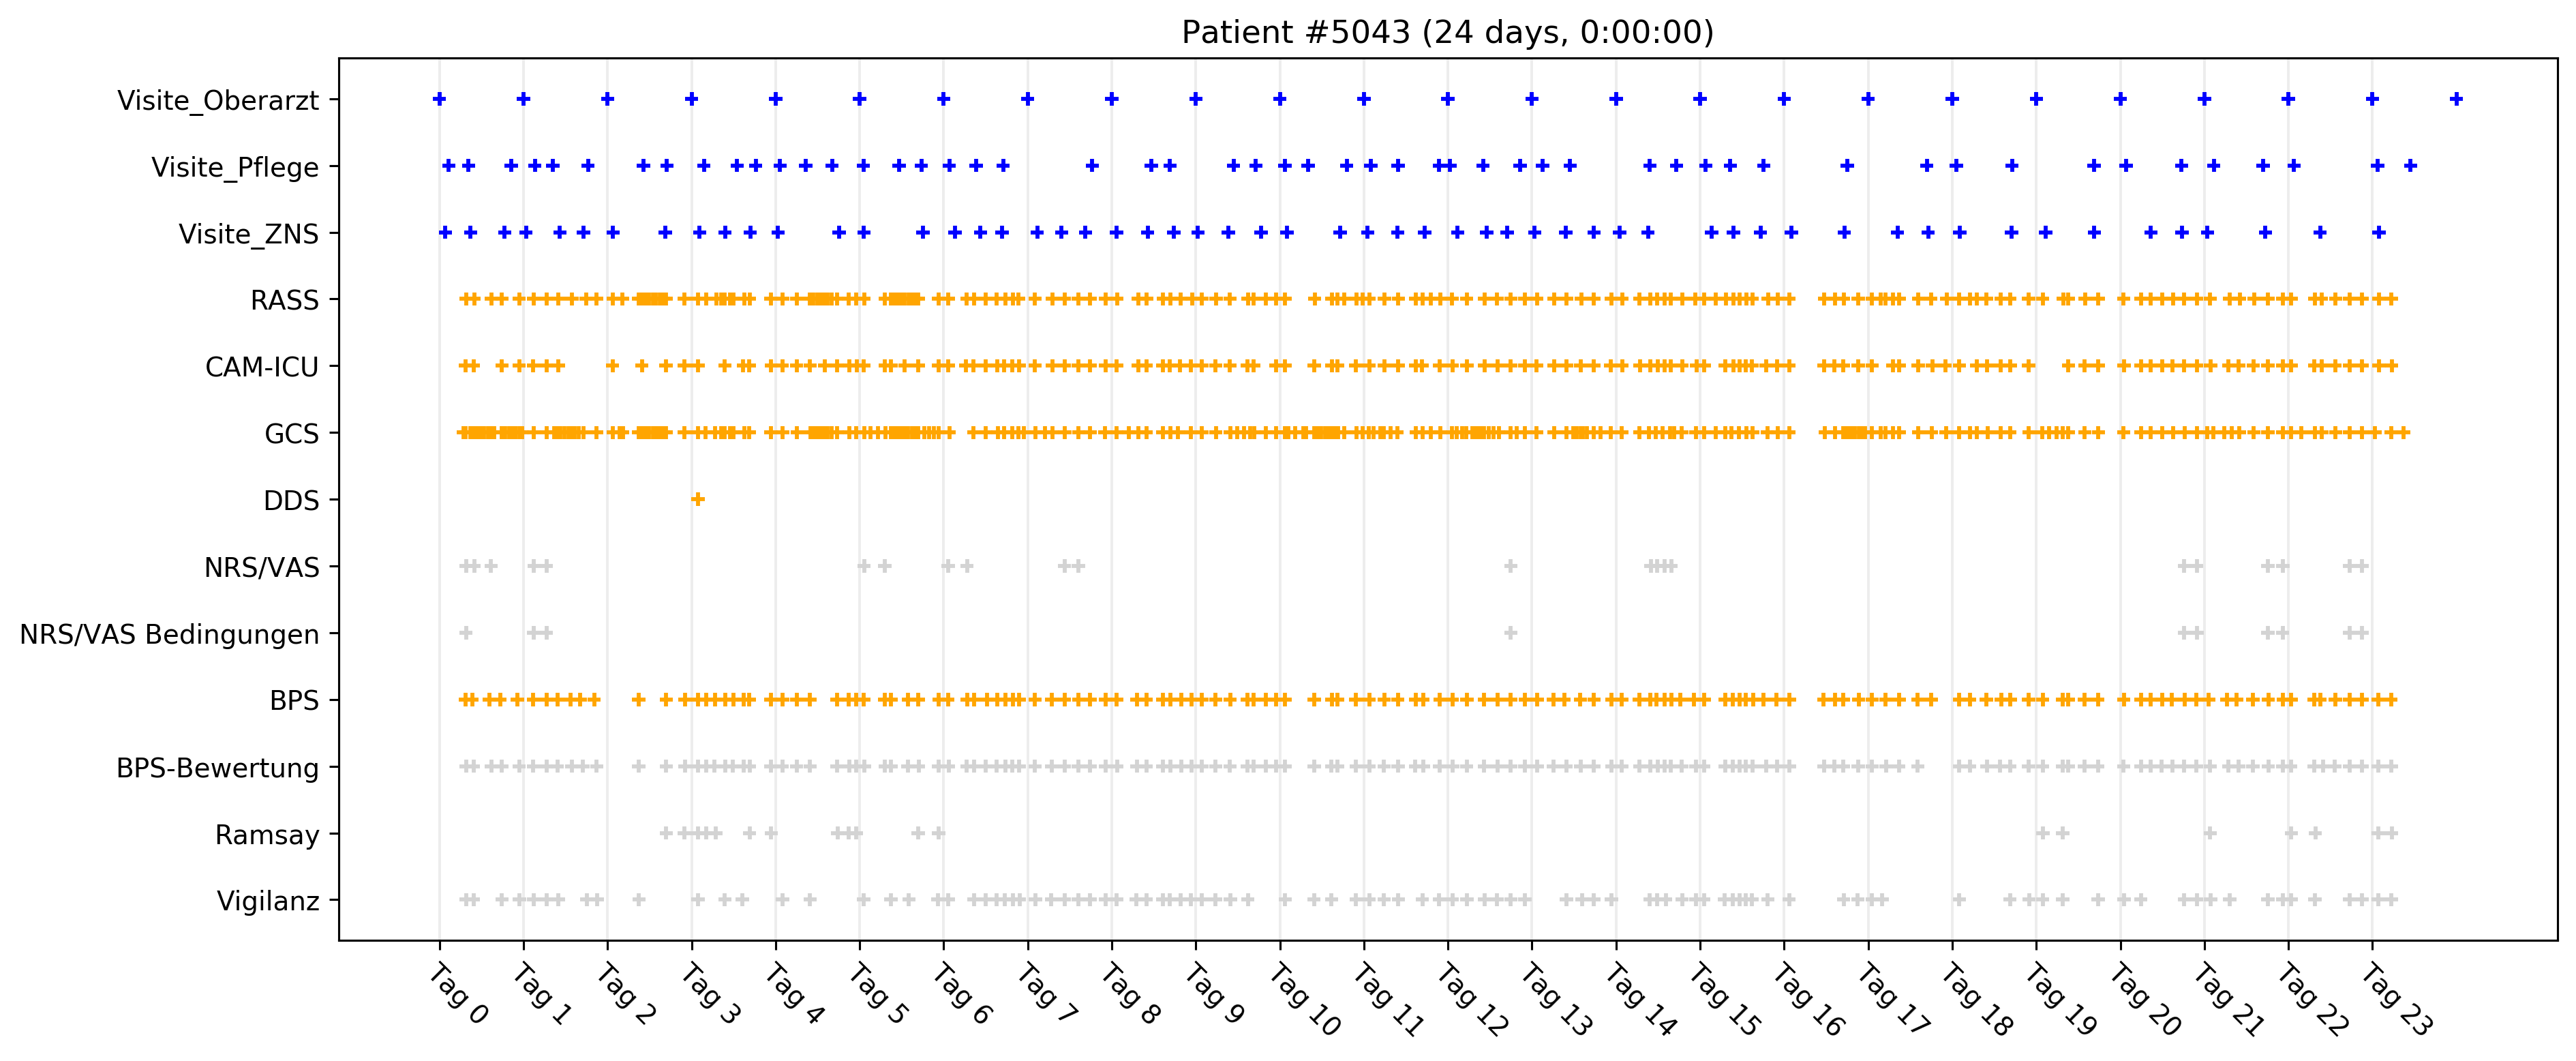 Patient #5043 (24 days, 0:00:00)
Visite_Oberarzt
Visite_Pflege
Visite_ZNS
RASS
CAM-ICU
GCS
DDS
NRS/VAS
NRS/VAS Bedingungen
BPS
BPS-Bewertung
Ramsay
Vigilanz
Tag 0
Tag 1
Tag 2
Tag 3
Tag 4
Tag 5
Tag 6
Tag 7
Tag 8
Tag 9
Tag 10
Tag 11
Tag 12
Tag 13
Tag 14
Tag 15
Tag 16
Tag 17
Tag 18
Tag 19
Tag 20
Tag 21
Tag 22
Tag 23